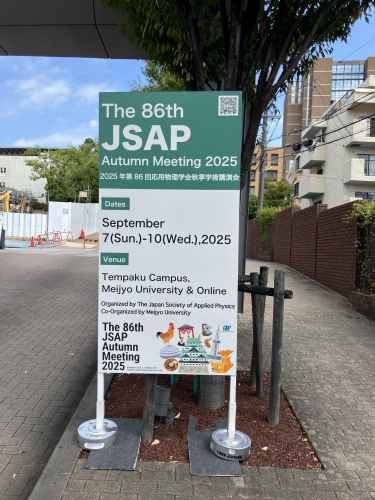 The 86th
JSAP
Autumn Meeting 2025
2025 年第 86 回応用物理学会秋季学術講演会
Dates
September
7(Sun.)-10(Wed.),2025
Venue
Tempaku Campus,
Meijyo University & Online
Organized by The Japan Society of Applied Physics
Co-Organized by Meijyo University
The 86th
JSAP
Autumn
Meeting
2025